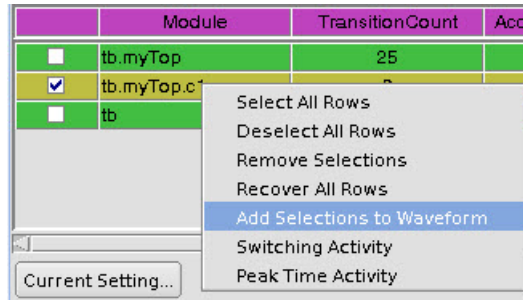 Module TransitionCount Acc
tb.myTop 25
tb.myTop.c1
tb
Select All Rows
Deselect All Rows
Remove Selections
Recover All Rows
Add Selections to Waveform
Switching Activity
Peak Time Activity
Current Setting...